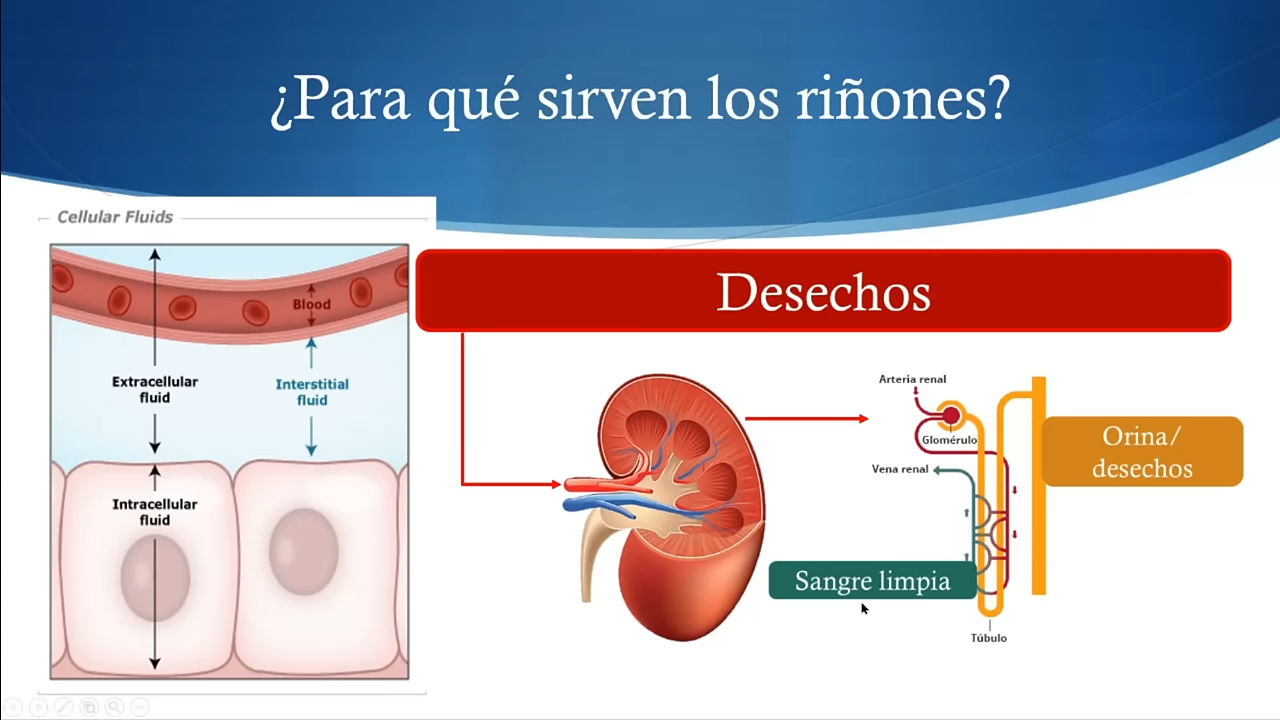 ¿Para qué sirven los riñones?
Cellular Fluids
Blood
Extracellular
fluid
Interstitial
fluid
Intracellular
fluid
Desechos
Arteria renal
Glomérulo
Vena renal
Orina/
desechos
Sangre limpia
Túbulo